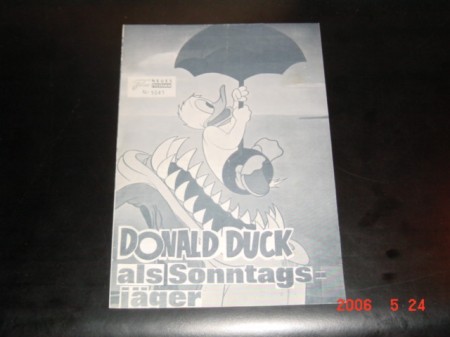 DONALD DUCK
als Sonntags-
-jäger
2006 5 24